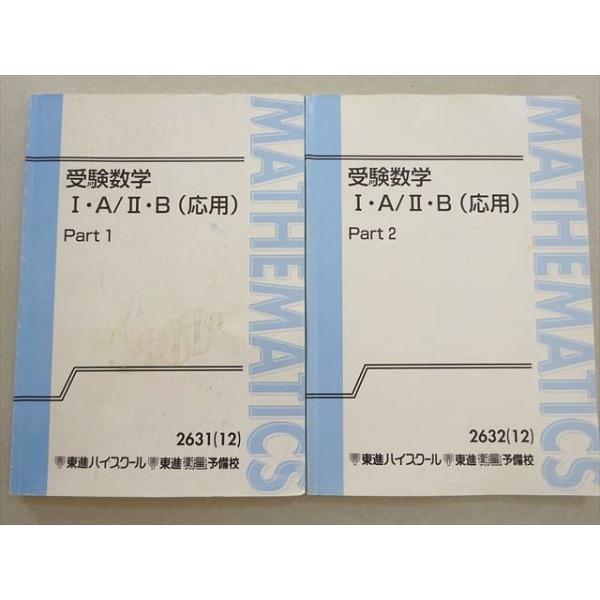 受験数学
I・A/II・B（応用）
Part 1
MATHEMATICS
2631(12)
東進ハイスクール 東進衛星予備校
受験数学
I・A/II・B（応用）
Part 2
MATHEMATICS
2632(12)
東進ハイスクール 東進衛星予備校